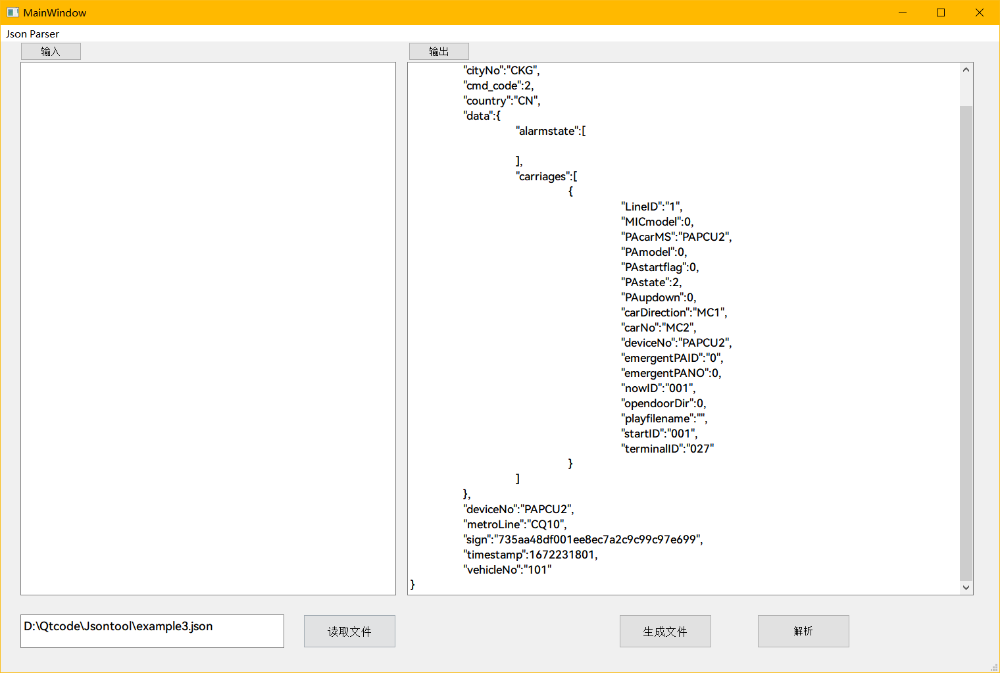 MainWindow
Json Parser
输入
输出
"cityNo":"CKG",
"cmd_code":2,
"country":"CN",
"data":{
"alarmstate":[
],
"carriages":[
{
"LineID":"1",
"MICmodel":0,
"PAcarMS":"PAPCU2",
"PAmodel":0,
"PAstartflag":0,
"PAstate":2,
"PAupdown":0,
"carDirection":"MC1",
"carNo":"MC2",
"deviceNo":"PAPCU2",
"emergentPAID":"0",
"emergentPANO":0,
"nowID":"001",
"opendoorDir":0,
"playfilename":"",
"startID":"001",
"terminalID":"027"
}
]
},
"deviceNo":"PAPCU2",
"metroLine":"CQ10",
"sign":"735aa48df001ee8ec7a2c9c99c97e699",
"timestamp":1672231801,
"vehicleNo":"101"
}
D:\Qtcode\Jsontool\example3.json
读取文件
生成文件
解析